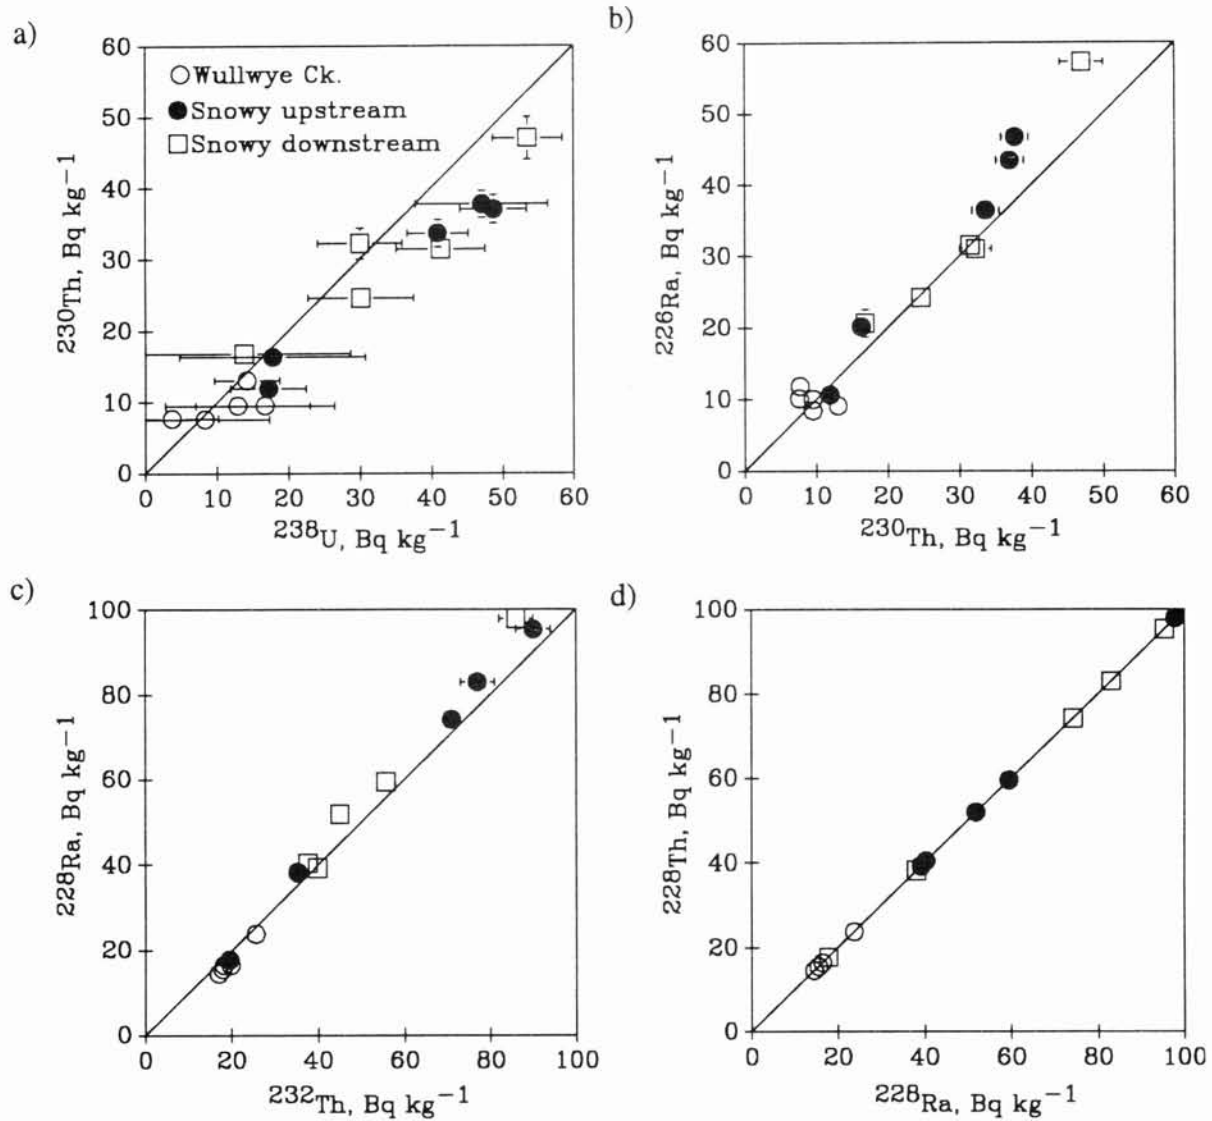 a)
60
50
40
30
20
10
0
²³⁰Th, Bq kg⁻¹
○ Wullwye Ck.
● Snowy upstream
□ Snowy downstream
0 10 20 30 40 50 60
²³⁸U, Bq kg⁻¹
b)
60
50
40
30
20
10
0
²²⁶Ra, Bq kg⁻¹
0 10 20 30 40 50 60
²³⁰Th, Bq kg⁻¹
c)
100
80
60
40
20
0
²²⁸Ra, Bq kg⁻¹
0 20 40 60 80 100
²³²Th, Bq kg⁻¹
d)
100
80
60
40
20
0
²²⁸Th, Bq kg⁻¹
0 20 40 60 80 100
²²⁸Ra, Bq kg⁻¹